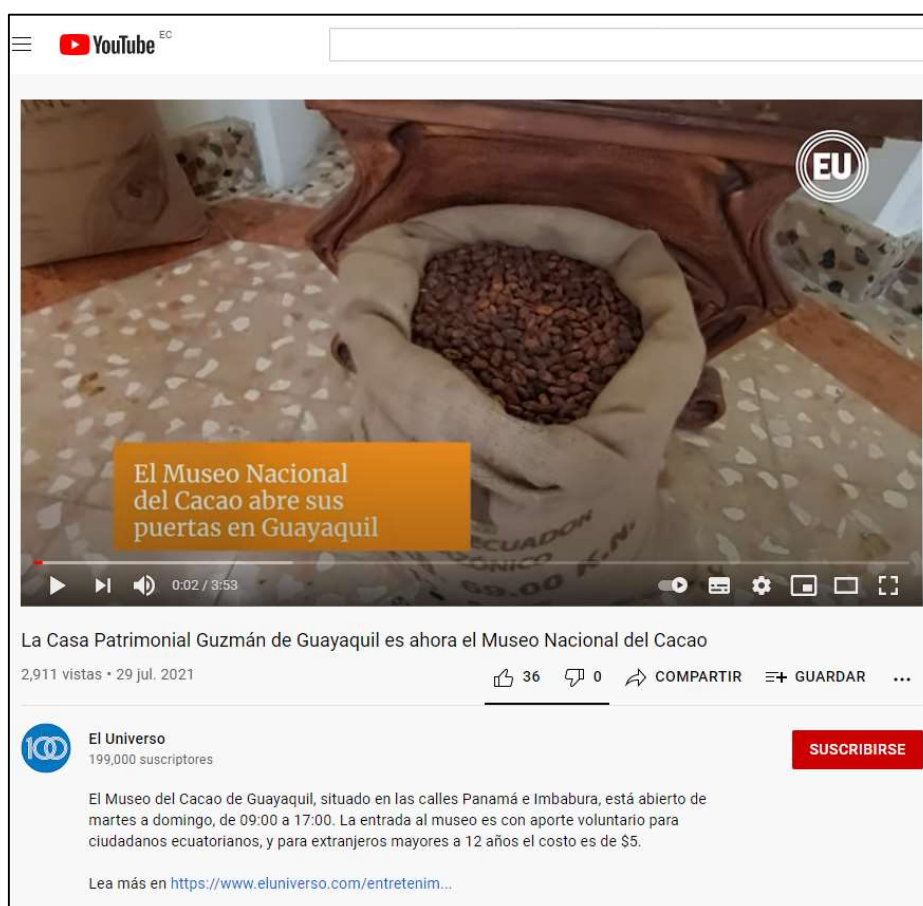 YouTube EC
EU
El Museo Nacional
del Cacao abre sus
puertas en Guayaquil
ECUADOR
69.00 K.N.
0:02 / 3:53
La Casa Patrimonial Guzmán de Guayaquil es ahora el Museo Nacional del Cacao
2,911 vistas • 29 jul. 2021
36 0 COMPARTIR GUARDAR ...
100 El Universo
199,000 suscriptores
SUSCRIBIRSE
El Museo del Cacao de Guayaquil, situado en las calles Panamá e Imbabura, está abierto de
martes a domingo, de 09:00 a 17:00. La entrada al museo es con aporte voluntario para
ciudadanos ecuatorianos, y para extranjeros mayores a 12 años el costo es de $5.
Lea más en https://www.eluniverso.com/entretenim...